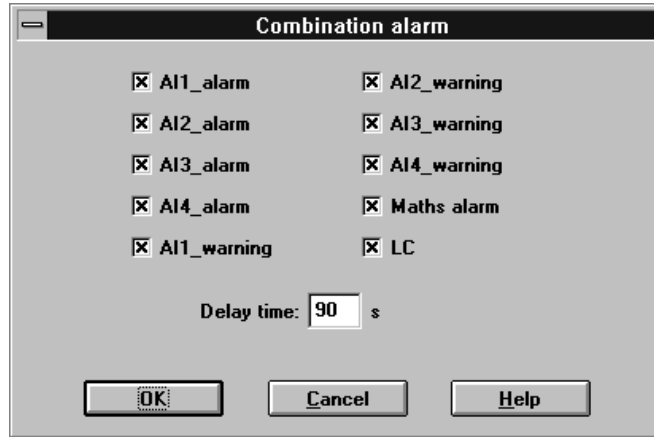 Combination alarm
AI1_alarm
AI2_alarm
AI3_alarm
AI4_alarm
AI1_warning
AI2_warning
AI3_warning
AI4_warning
Maths alarm
LC
Delay time: 90 s
OK Cancel Help